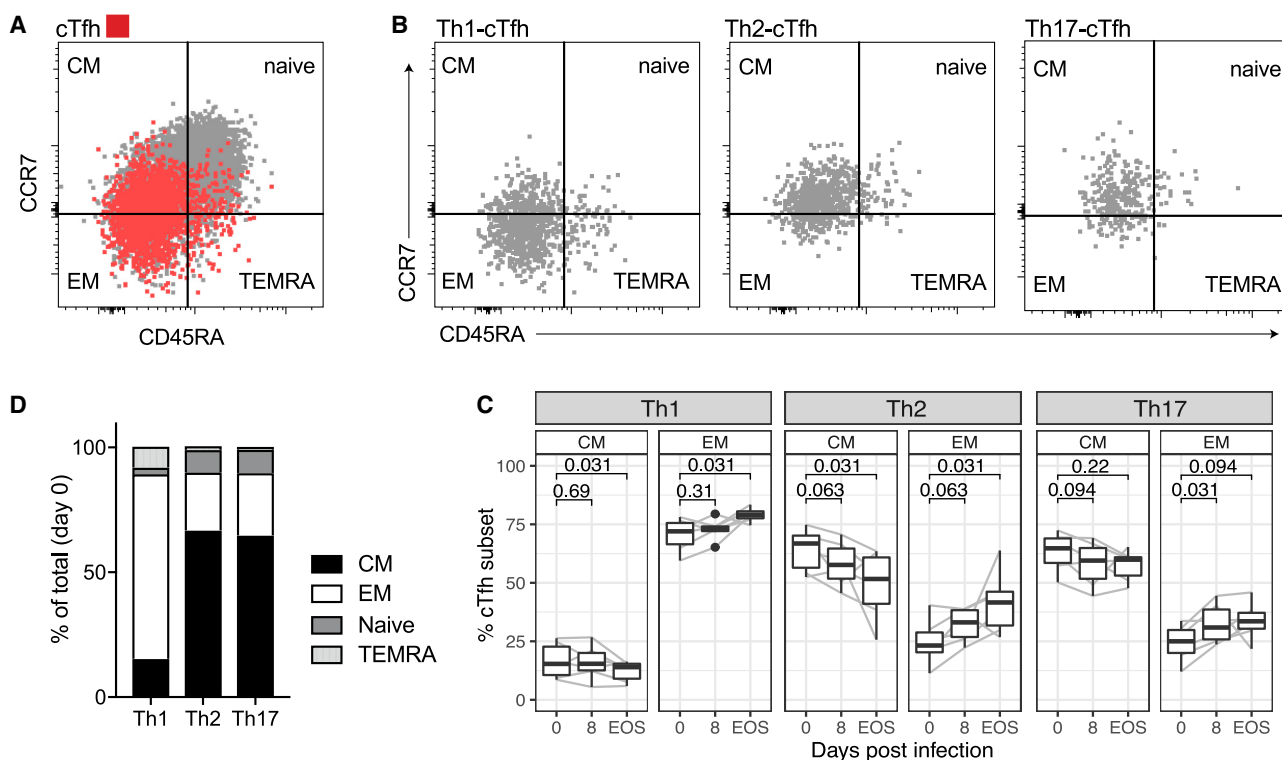 A
cTfh
CM
naive
EM
TEMRA
CCR7
CD45RA
B
Th1-cTfh
CM
naive
EM
TEMRA
Th2-cTfh
CM
naive
EM
TEMRA
Th17-cTfh
CM
naive
EM
TEMRA
CCR7
CD45RA
D
% of total (day 0)
100
50
0
Th1 Th2 Th17
CM
EM
Naive
TEMRA
C
Th1 Th2 Th17
CM EM CM EM CM EM
% cTfh subset
100
75
50
25
0
0.031
0.69
0.031
0.31
0.031
0.063
0.031
0.063
0.22
0.094
0.094
0.031
0 8 EOS 0 8 EOS 0 8 EOS 0 8 EOS 0 8 EOS 0 8 EOS
Days post infection